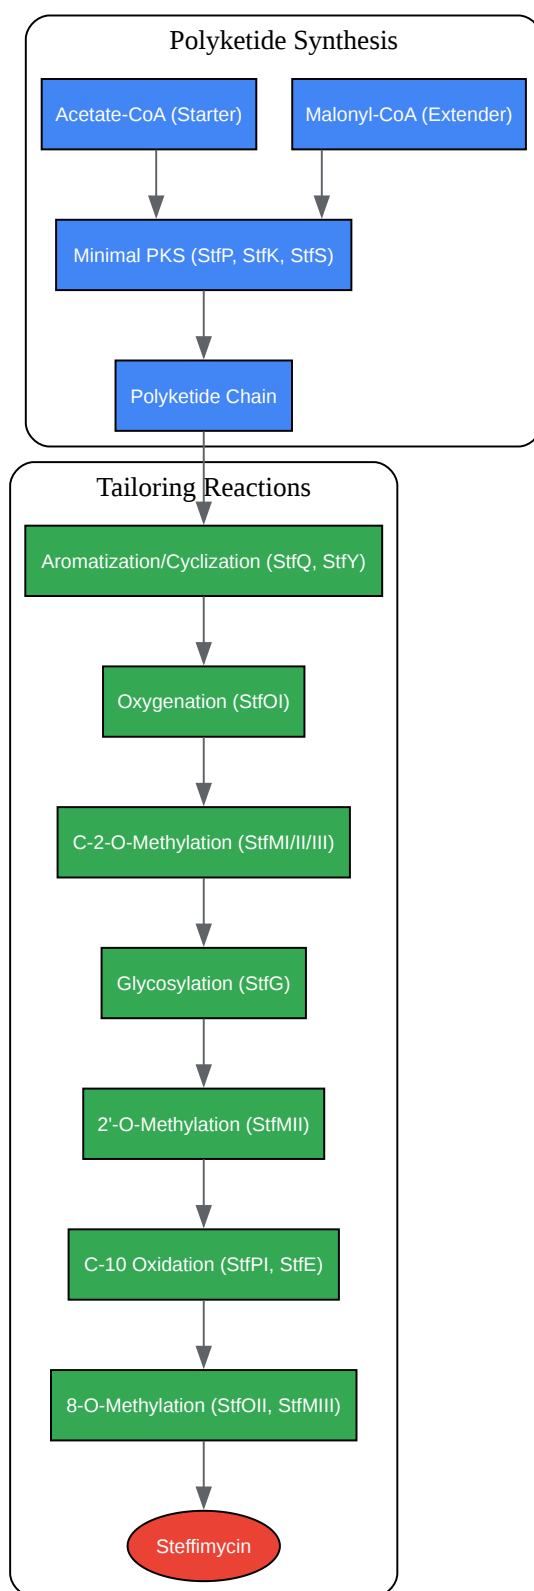 Polyketide Synthesis
Acetate-CoA (Starter)
Malonyl-CoA (Extender)
Minimal PKS (StfP, StfK, StfS)
Polyketide Chain
Tailoring Reactions
Aromatization/Cyclization (StfQ, StfY)
Oxygenation (StfOI)
C-2-O-Methylation (StfMI/II/III)
Glycosylation (StfG)
2'-O-Methylation (StfMII)
C-10 Oxidation (StfPI, StfE)
8-O-Methylation (StfOII, StfMIII)
Steffimycin